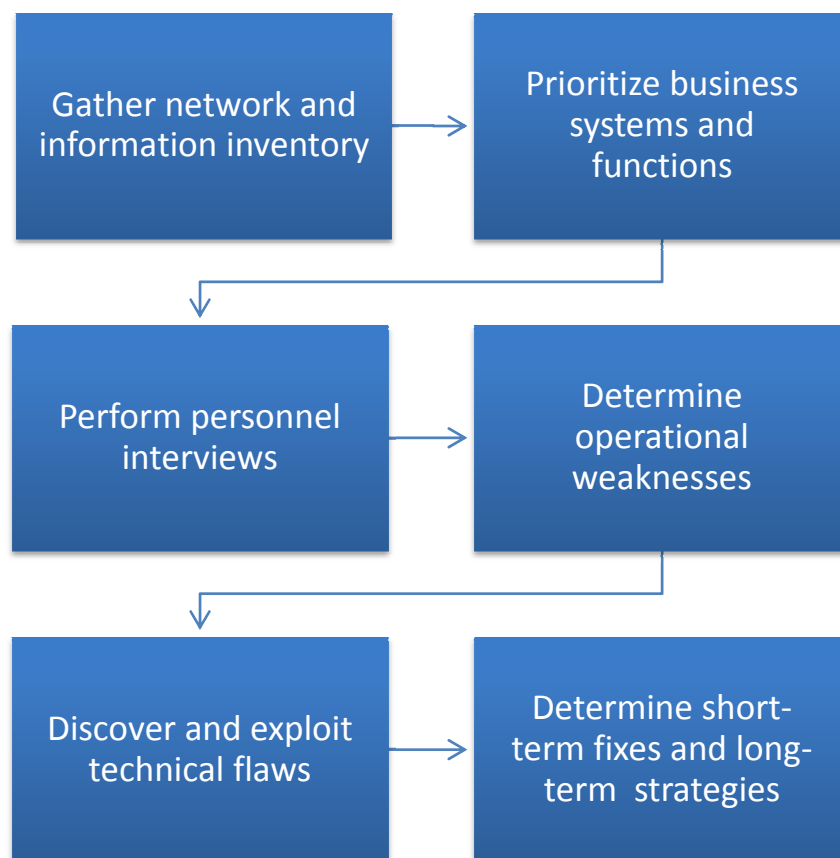 Gather network and
information inventory
Prioritize business
systems and
functions
Perform personnel
interviews
Determine
operational
weaknesses
Discover and exploit
technical flaws
Determine short-
term fixes and long-
term strategies